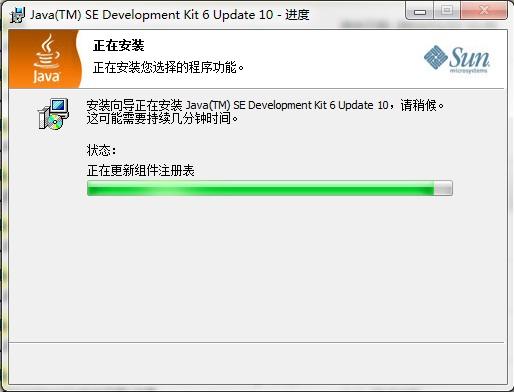 Java(TM) SE Development Kit 6 Update 10 - 进度
正在安装
正在安装您选择的程序功能。
Java
Sun
microsystems
安装向导正在安装 Java(TM) SE Development Kit 6 Update 10，请稍候。
这可能需要持续几分钟时间。
状态：
正在更新组件注册表